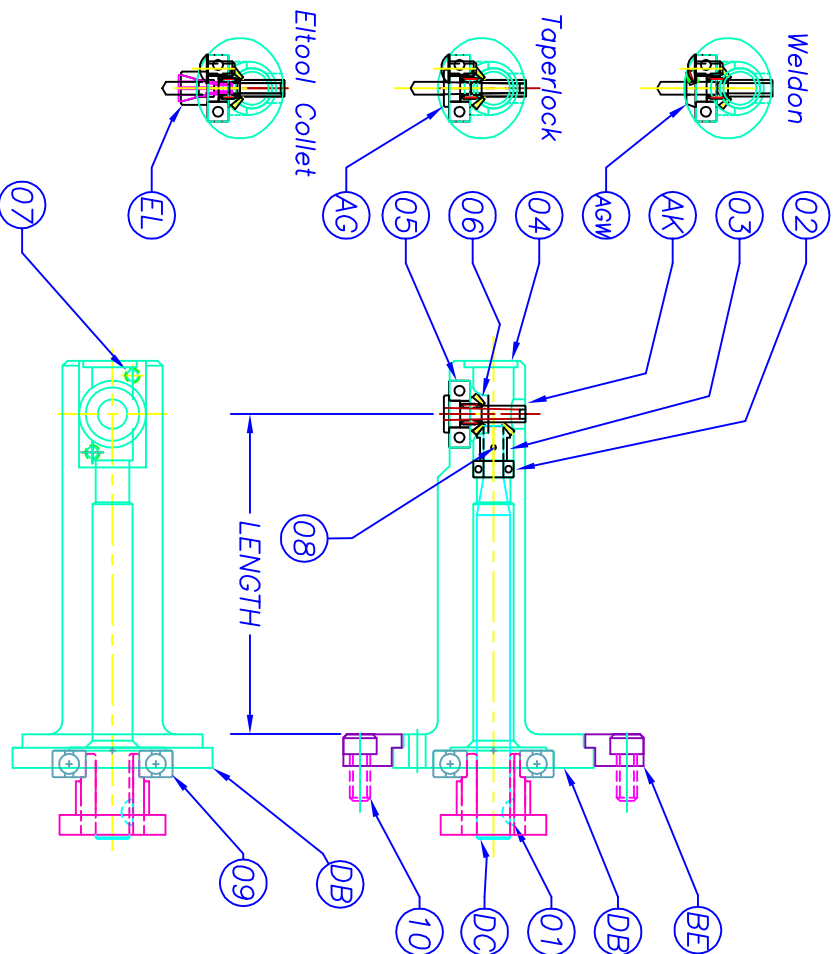 Eltool Collet
Taperlock
Weldon
EL
AG
AGW
07
05
06
04
AK
03
02
08
LENGTH
09
DB
10
DC
01
DB
BE